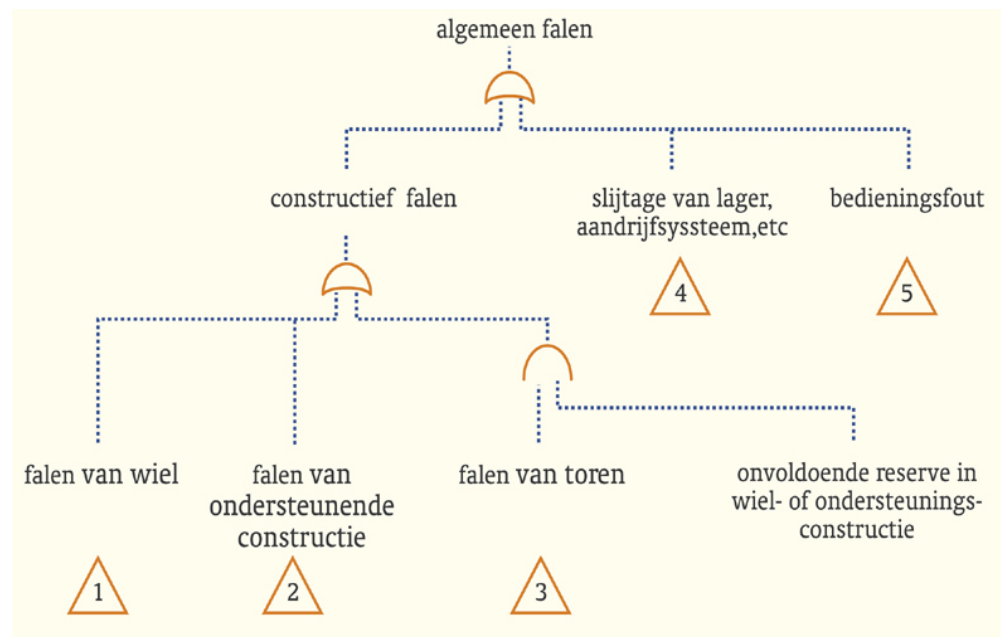 algemeen falen
constructief falen
slijtage van lager,
aandrijfsyssteem,etc
bedieningsfout
4
5
falen van wiel
falen van
ondersteunende
constructie
falen van toren
onvoldoende reserve in
wiel- of ondersteunings-
constructie
1
2
3